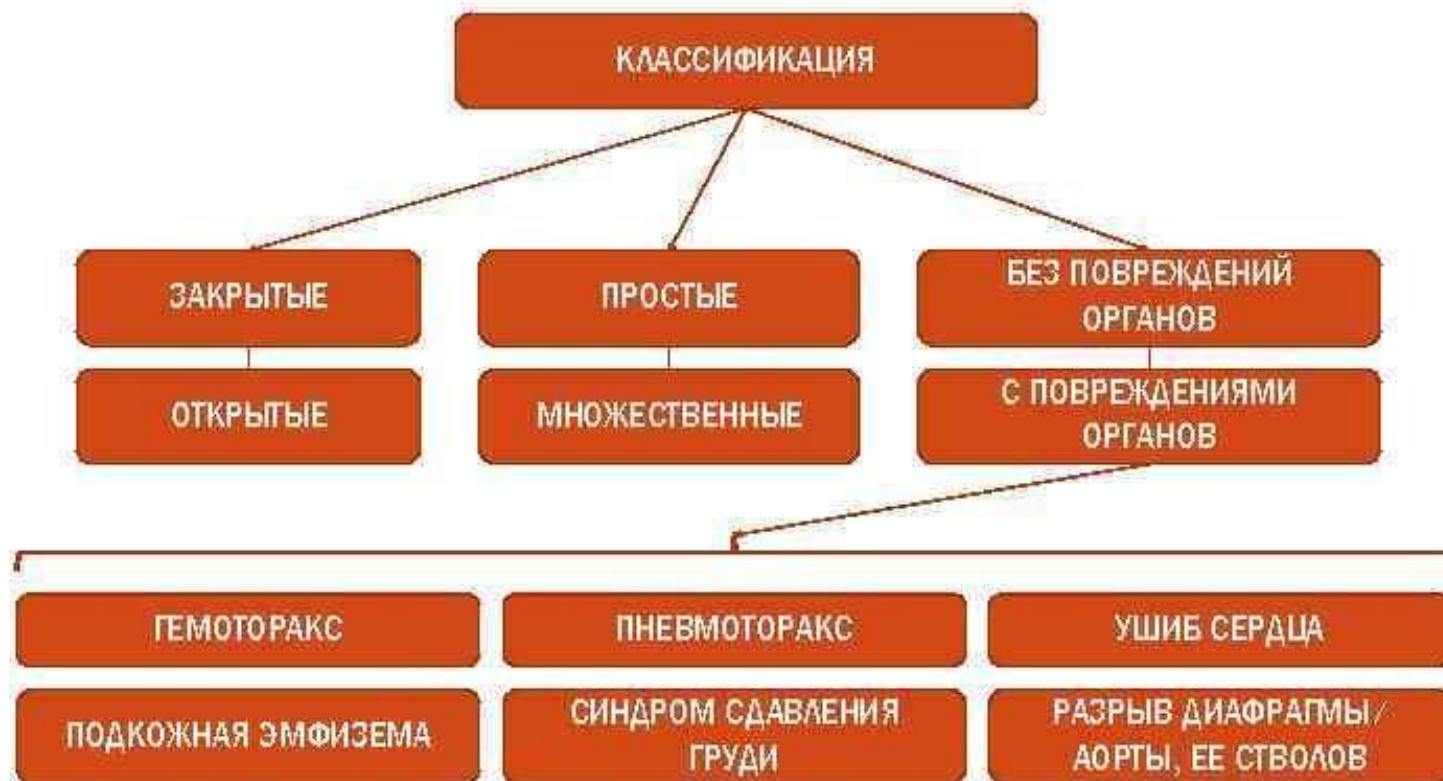 КЛАССИФИКАЦИЯ
ЗАКРЫТЫЕ
ПРОСТЫЕ
БЕЗ ПОВРЕЖДЕНИЙ
ОРГАНОВ
ОТКРЫТЫЕ
МНОЖЕСТВЕННЫЕ
С ПОВРЕЖДЕНИЯМИ
ОРГАНОВ
ГЕМОТОРАКС
ПНЕВМОТОРАКС
УШИБ СЕРДЦА
ПОДКОЖНАЯ ЭМФИЗЕМА
СИНДРОМ СДАВЛЕНИЯ
ГРУДИ
РАЗРЫВ ДИАФРАГМЫ/
АОРТЫ, ЕЕ СТВОЛОВ